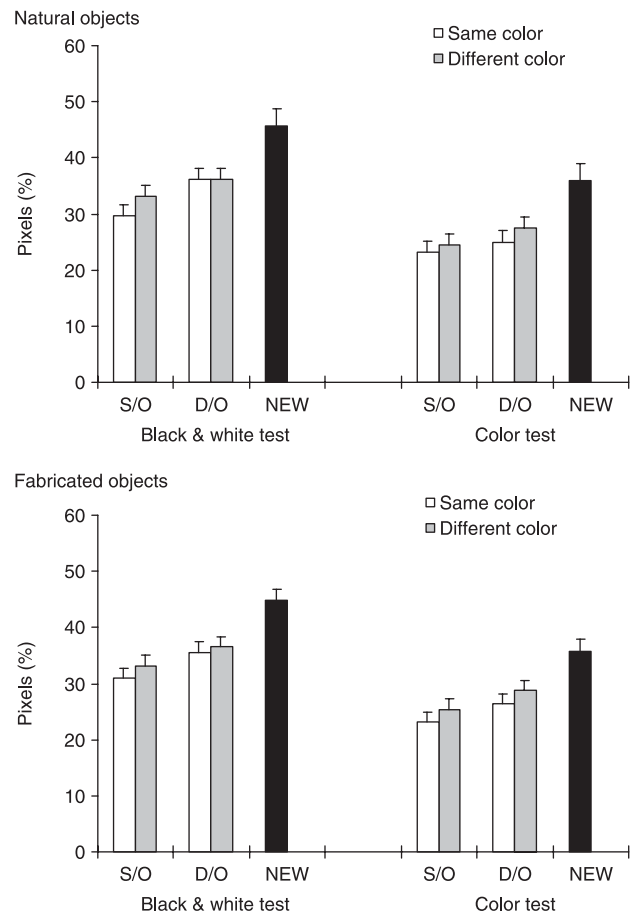 Natural objects
Same color
Different color
60
50
40
30
20
10
0
Pixels (%)
S/O D/O NEW S/O D/O NEW
Black & white test Color test
Fabricated objects
Same color
Different color
60
50
40
30
20
10
0
Pixels (%)
S/O D/O NEW S/O D/O NEW
Black & white test Color test